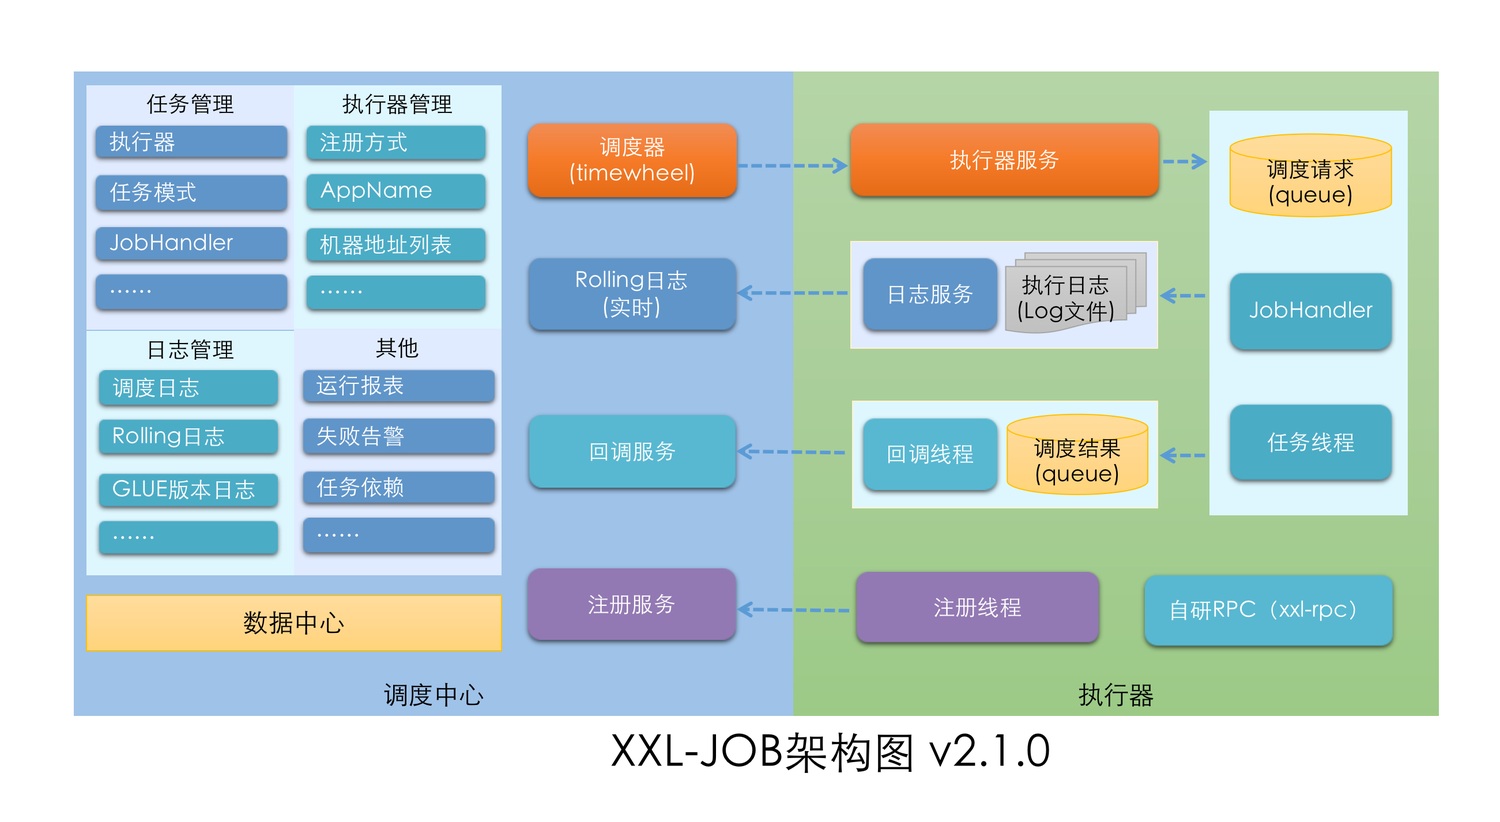 任务管理
执行器
任务模式
JobHandler
······
执行器管理
注册方式
AppName
机器地址列表
······
日志管理
调度日志
Rolling日志
GLUE版本日志
······
其他
运行报表
失败告警
任务依赖
······
数据中心
调度器
(timewheel)
Rolling日志
(实时)
回调服务
注册服务
调度中心
执行器服务
日志服务
执行日志
(Log文件)
回调线程
调度结果
(queue)
注册线程
调度请求
(queue)
JobHandler
任务线程
自研RPC（xxl-rpc）
执行器
XXL-JOB架构图 v2.1.0